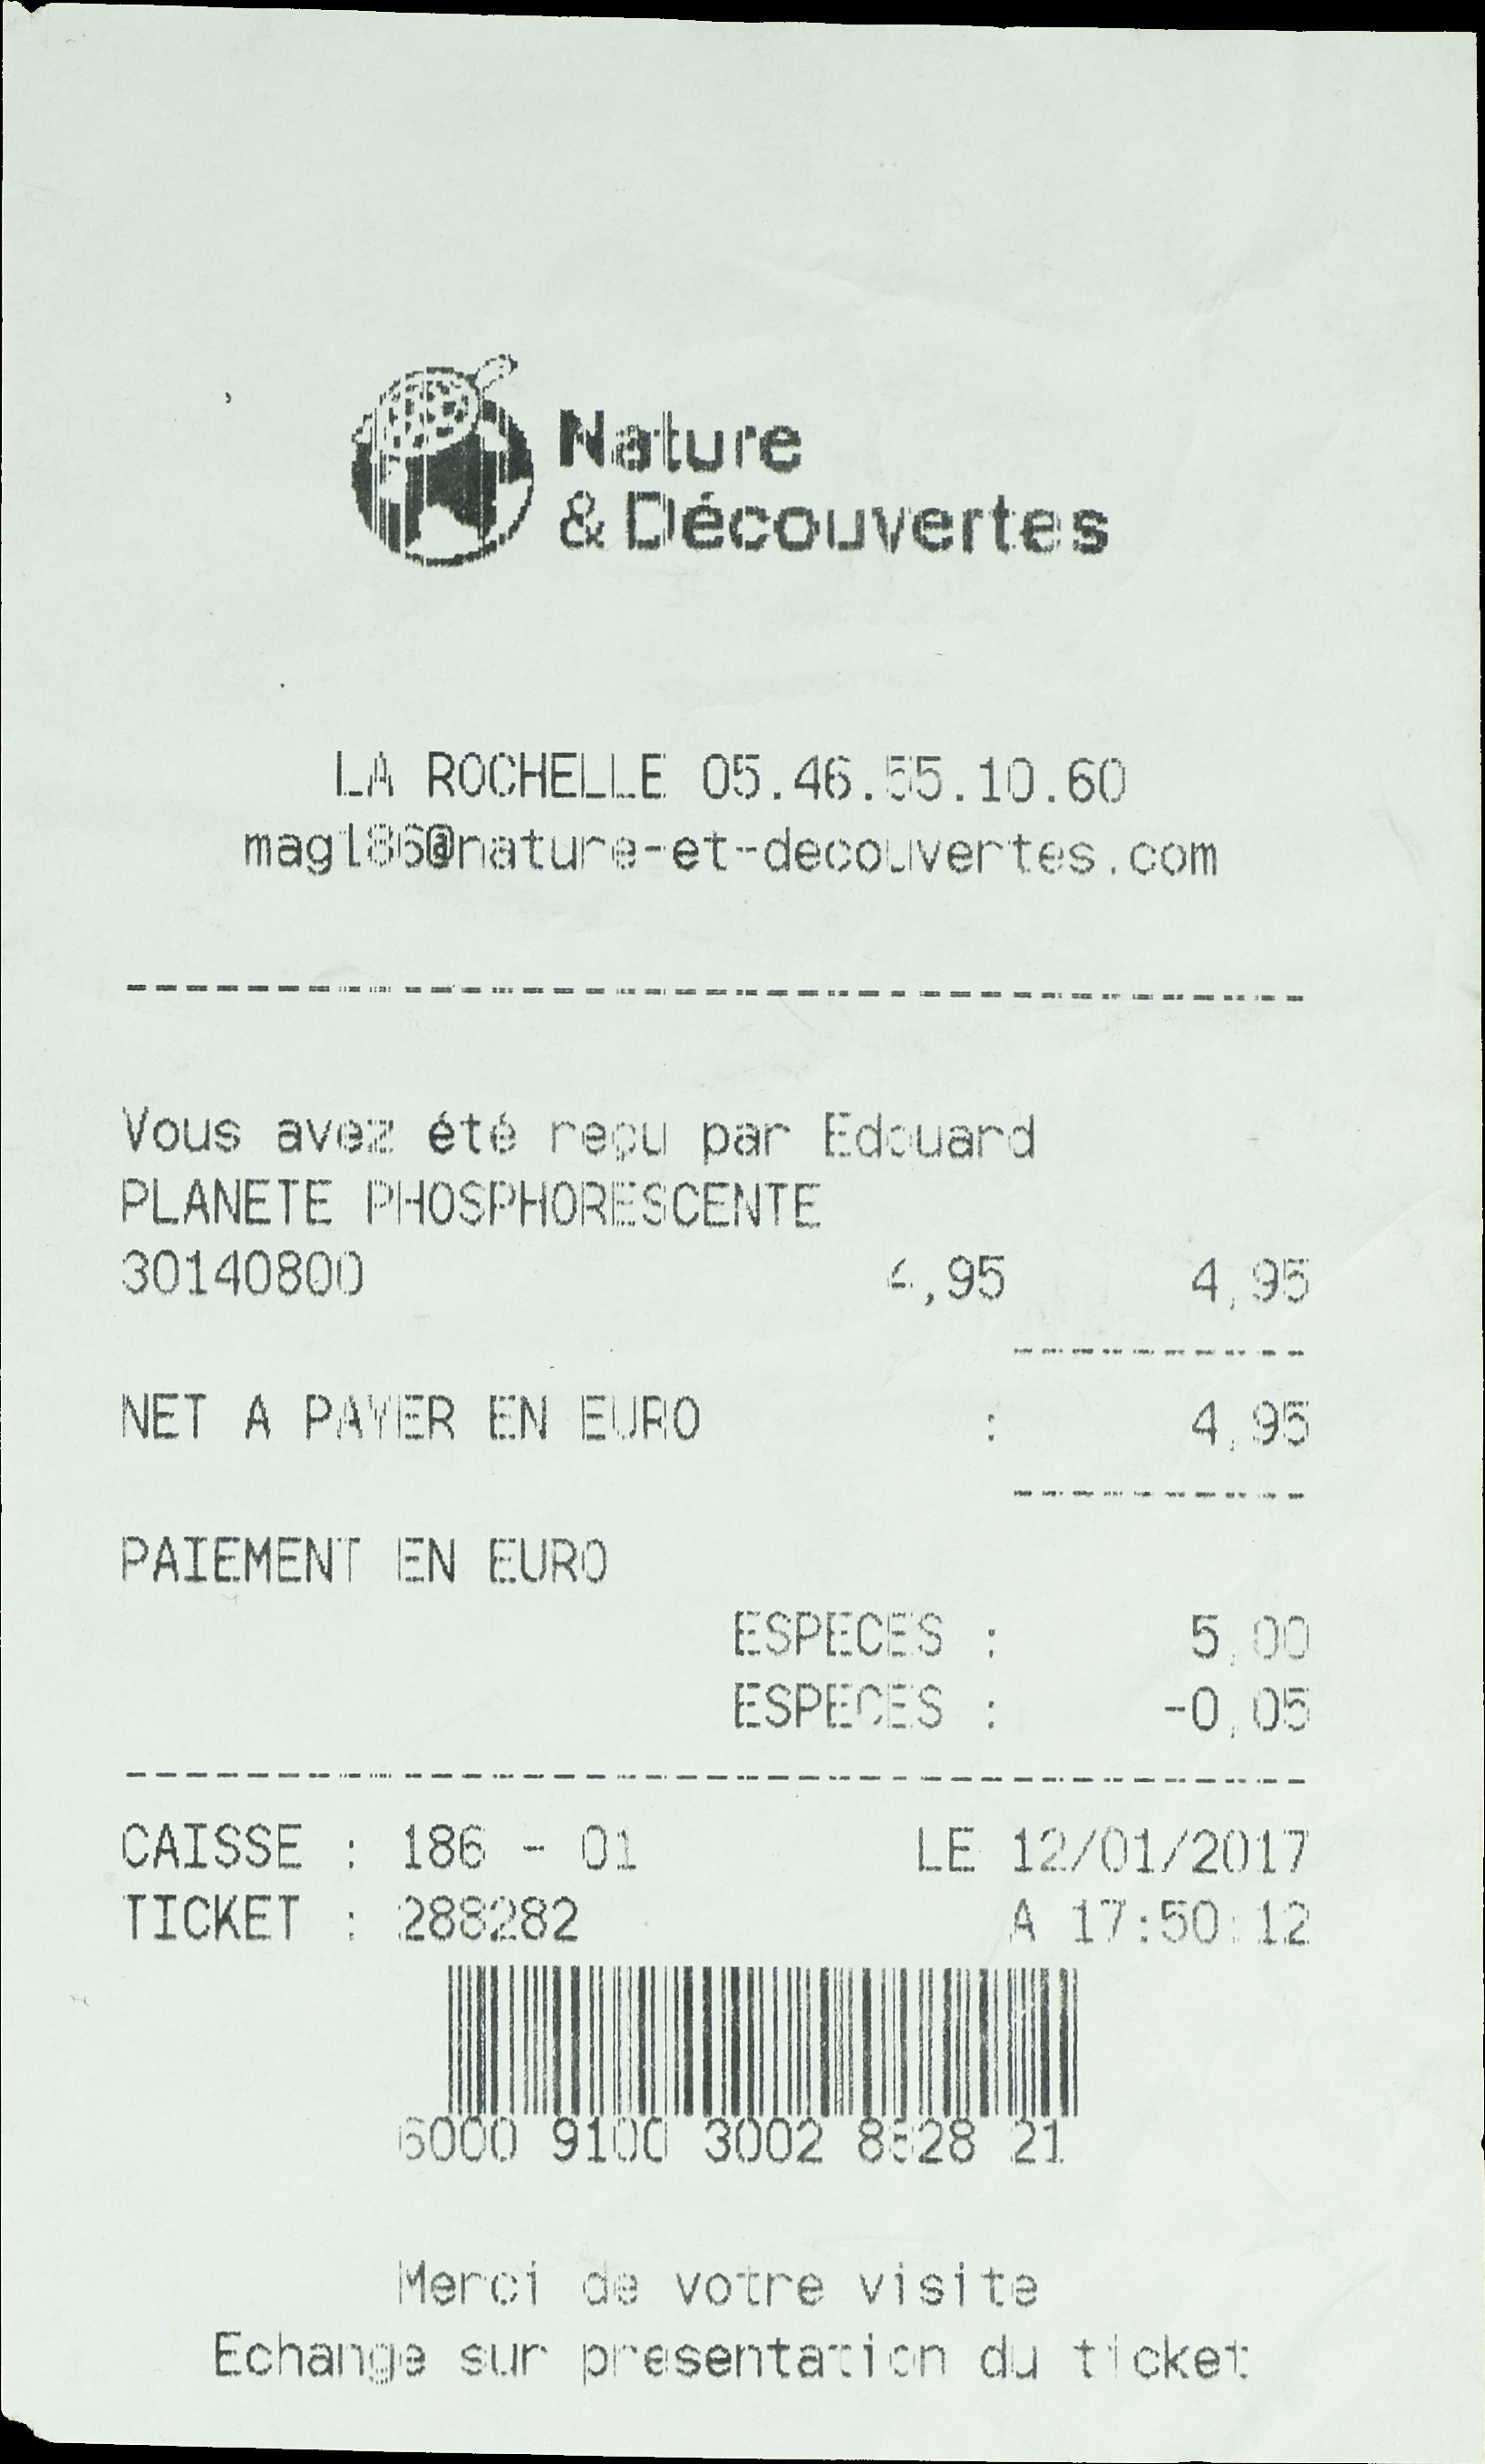 Nature
& Découvertes
LA ROCHELLE 05.46.55.10.60
mag186@nature-et-decouvertes.com
Vous avez été reçu par Edouard
PLANETE PHOSPHORESCENTE
30140800 4,95 4,95
NET A PAYER EN EURO : 4,95
PAIEMENT EN EURO
ESPECES : 5,00
ESPECES : -0,05
CAISSE : 186 - 01 LE 12/01/2017
TICKET : 288282 A 17:50:12
6000 9100 3002 8828 21
Merci de votre visite
Echange sur presentation du ticket